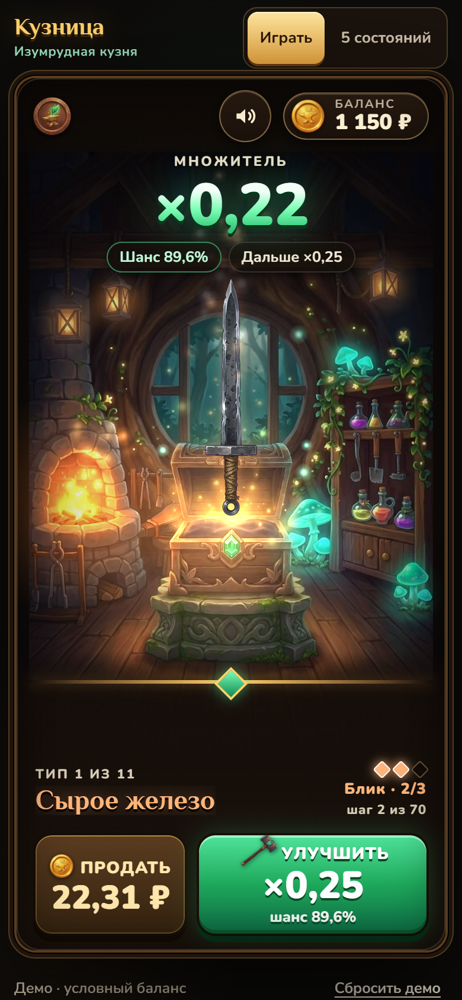 Кузница
Изумрудная кузня
Играть
5 состояний
БАЛАНС
1 150 ₽
МНОЖИТЕЛЬ
×0,22
Шанс 89,6%
Дальше ×0,25
ТИП 1 ИЗ 11
Сырое железо
Блик · 2/3
шаг 2 из 70
ПРОДАТЬ
22,31 ₽
УЛУЧШИТЬ
×0,25
шанс 89,6%
Демо · условный баланс
Сбросить демо